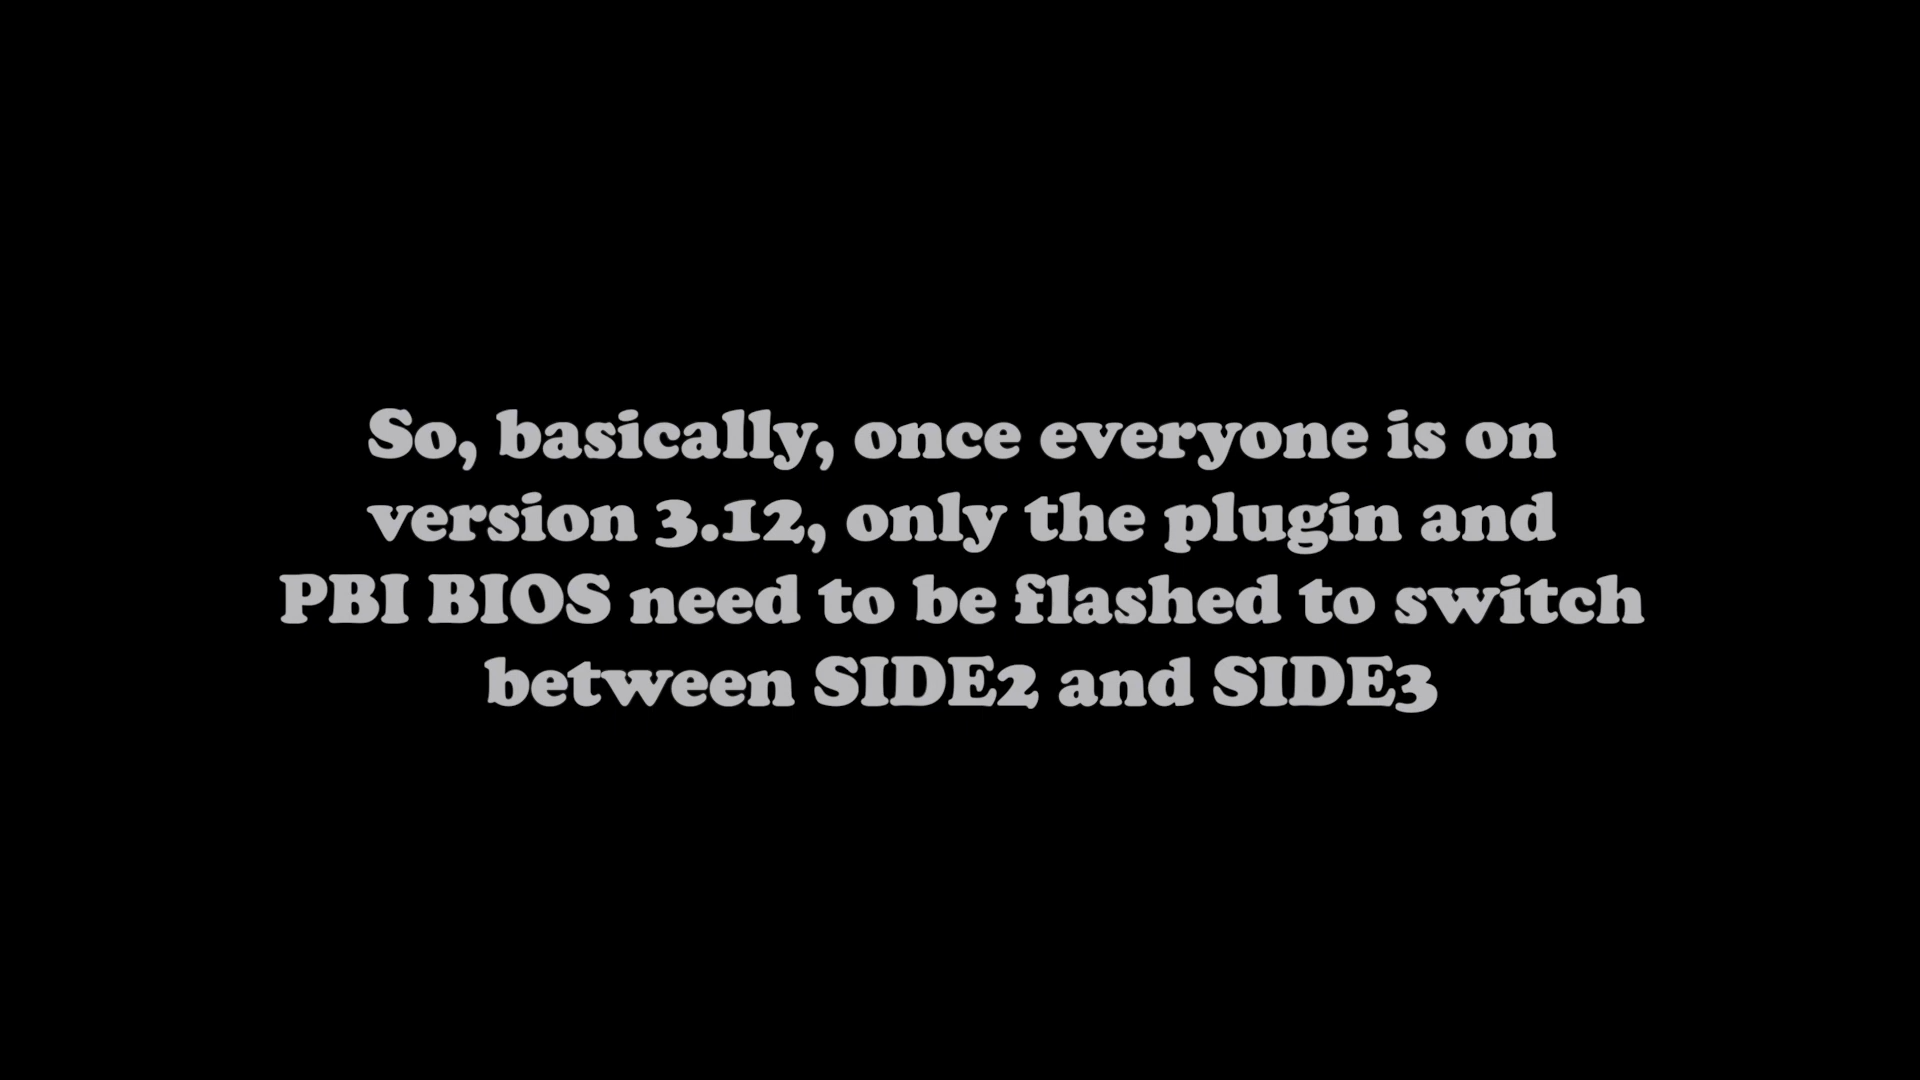 So, basically, once everyone is on
version 3.12, only the plugin and
PBI BIOS need to be flashed to switch
between SIDE2 and SIDE3